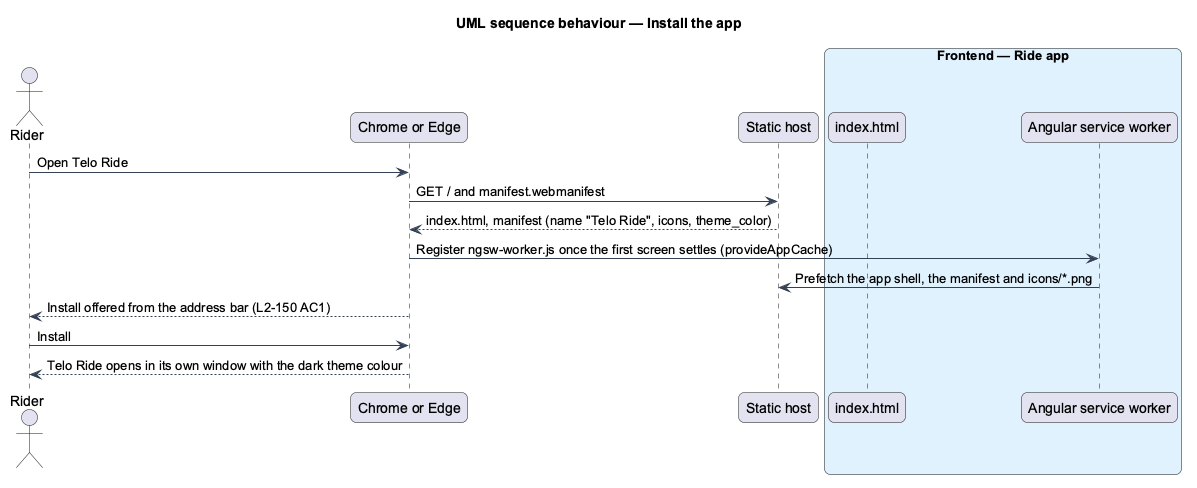 UML sequence behaviour — Install the app
Frontend — Ride app
Rider
Chrome or Edge
Static host
index.html
Angular service worker
Open Telo Ride
GET / and manifest.webmanifest
index.html, manifest (name "Telo Ride", icons, theme_color)
Register ngsw-worker.js once the first screen settles (provideAppCache)
Prefetch the app shell, the manifest and icons/*.png
Install offered from the address bar (L2-150 AC1)
Install
Telo Ride opens in its own window with the dark theme colour
Rider
Chrome or Edge
Static host
index.html
Angular service worker